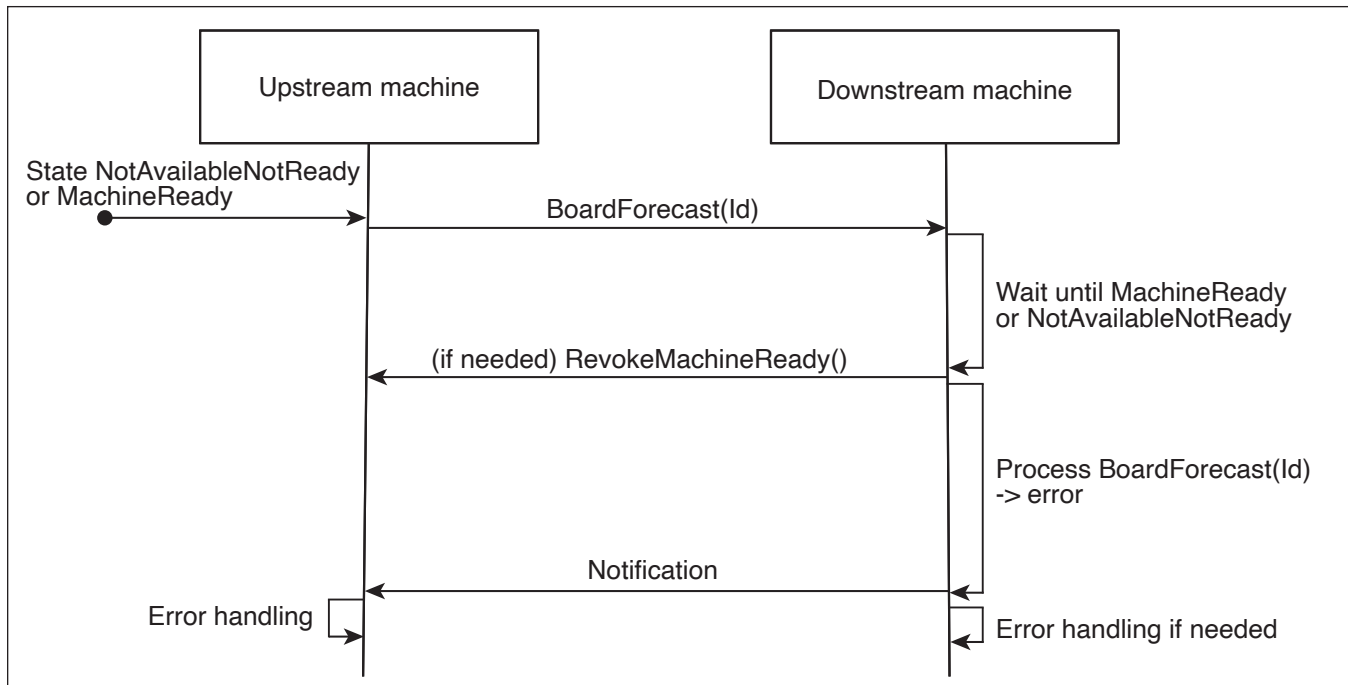 Upstream machine
Downstream machine
State NotAvailableNotReady
or MachineReady
BoardForecast(Id)
Wait until MachineReady
or NotAvailableNotReady
(if needed) RevokeMachineReady()
Process BoardForecast(Id)
-> error
Notification
Error handling
Error handling if needed